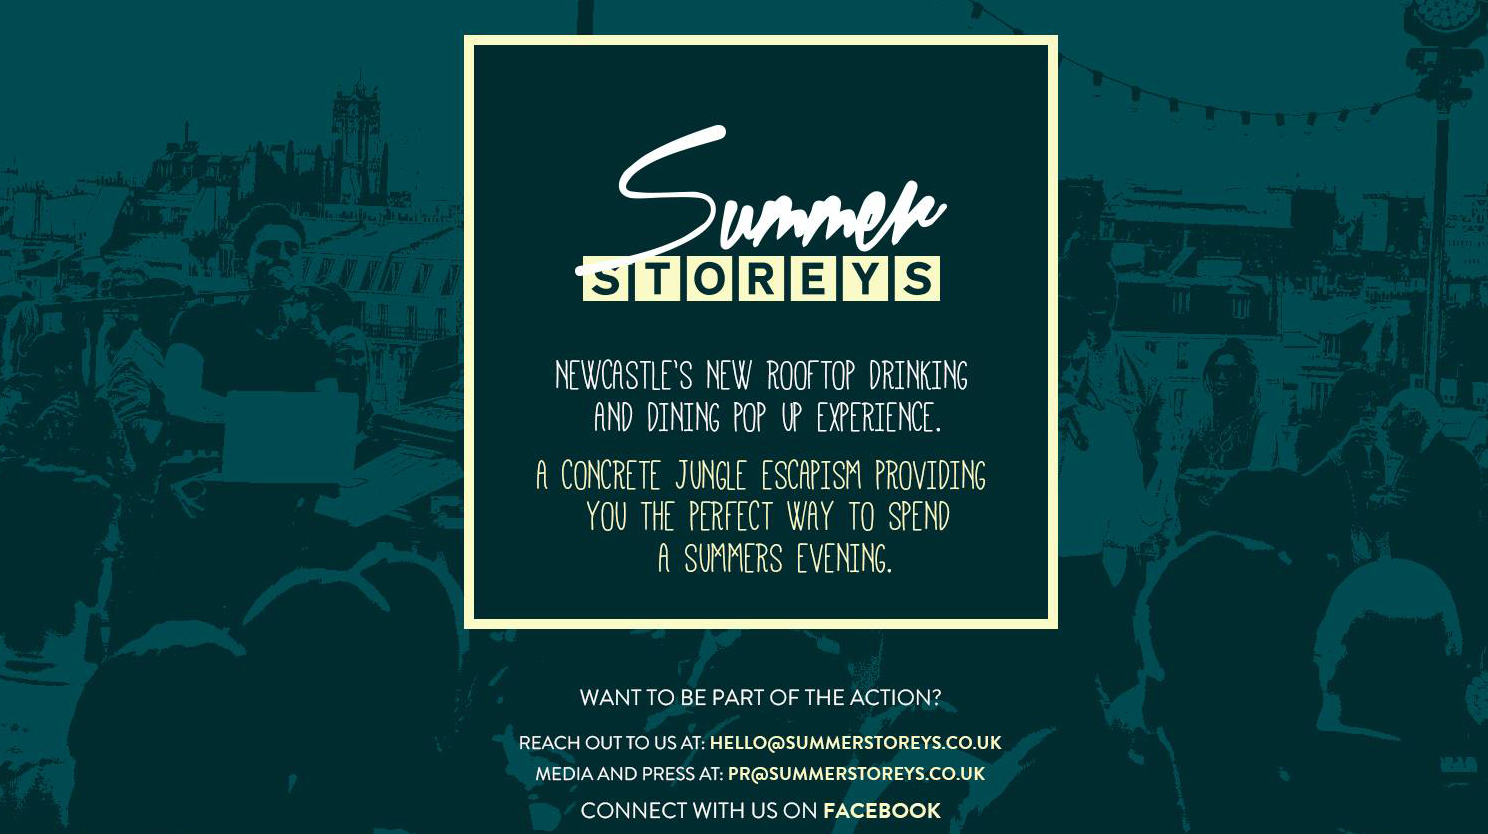 Summer
STOREYS
NEWCASTLE'S NEW ROOFTOP DRINKING
AND DINING POP UP EXPERIENCE.
A CONCRETE JUNGLE ESCAPISM PROVIDING
YOU THE PERFECT WAY TO SPEND
A SUMMERS EVENING.
WANT TO BE PART OF THE ACTION?
REACH OUT TO US AT: HELLO@SUMMERSTOREYS.CO.UK
MEDIA AND PRESS AT: PR@SUMMERSTOREYS.CO.UK
CONNECT WITH US ON FACEBOOK